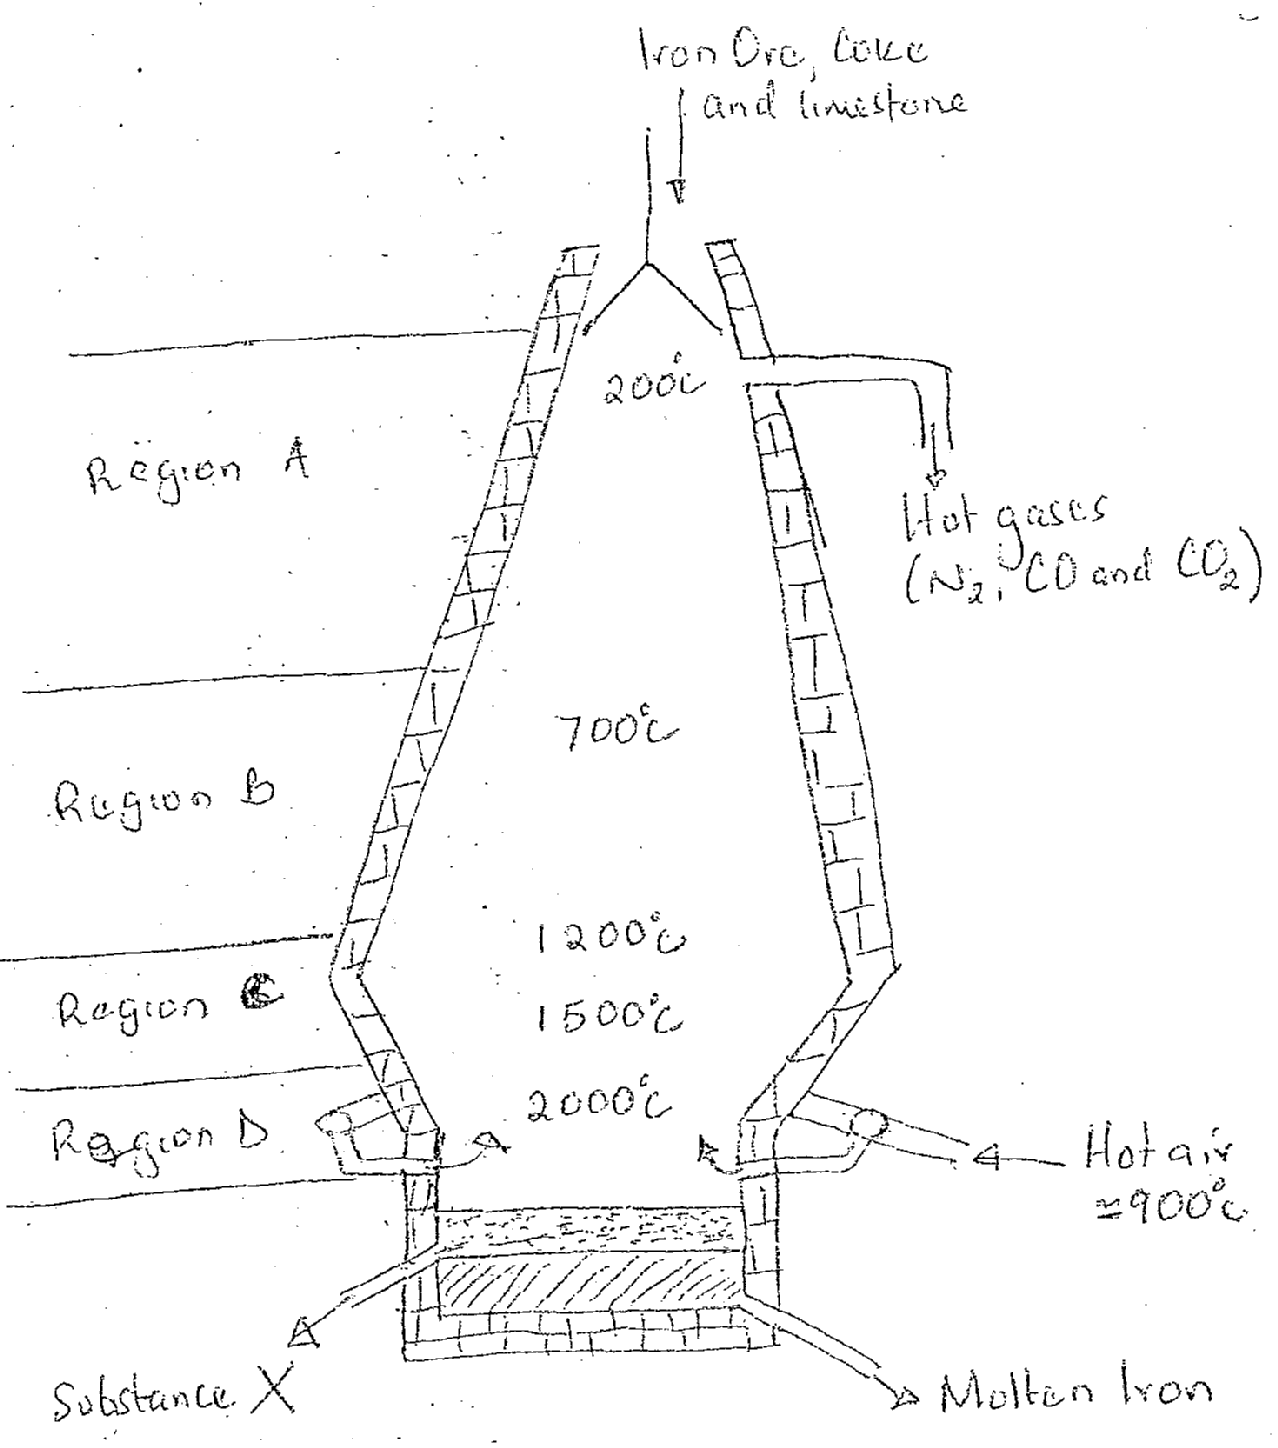 Iron Ore, Coke
and limestone
200°C
Region A
Hot gases
(N₂, CO and CO₂)
700°C
Region B
1200°C
Region C
1500°C
2000°C
Region D
Hot air
≃900°C
Substance X
Molten Iron